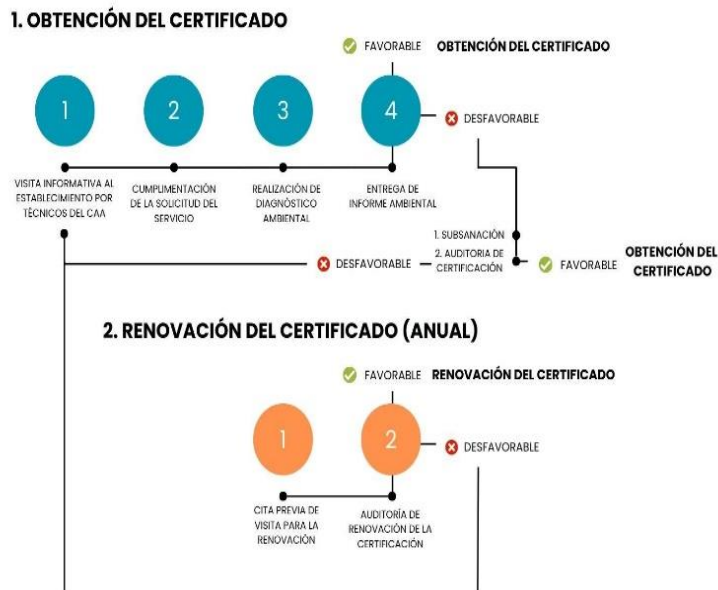 1. OBTENCIÓN DEL CERTIFICADO
FAVORABLE OBTENCIÓN DEL CERTIFICADO
1
2
3
4
DESFAVORABLE
VISITA INFORMATIVA AL
ESTABLECIMIENTO POR
TÉCNICOS DEL CAA
CUMPLIMENTACIÓN
DE LA SOLICITUD DEL
SERVICIO
REALIZACIÓN DE
DIAGNÓSTICO
AMBIENTAL
ENTREGA DE
INFORME AMBIENTAL
1. SUBSANACIÓN
2. AUDITORIA DE
CERTIFICACIÓN
DESFAVORABLE
FAVORABLE
OBTENCIÓN DEL
CERTIFICADO
2. RENOVACIÓN DEL CERTIFICADO (ANUAL)
FAVORABLE RENOVACIÓN DEL CERTIFICADO
1
2
DESFAVORABLE
CITA PREVIA DE
VISITA PARA LA
RENOVACIÓN
AUDITORÍA DE
RENOVACIÓN DE LA
CERTIFICACIÓN